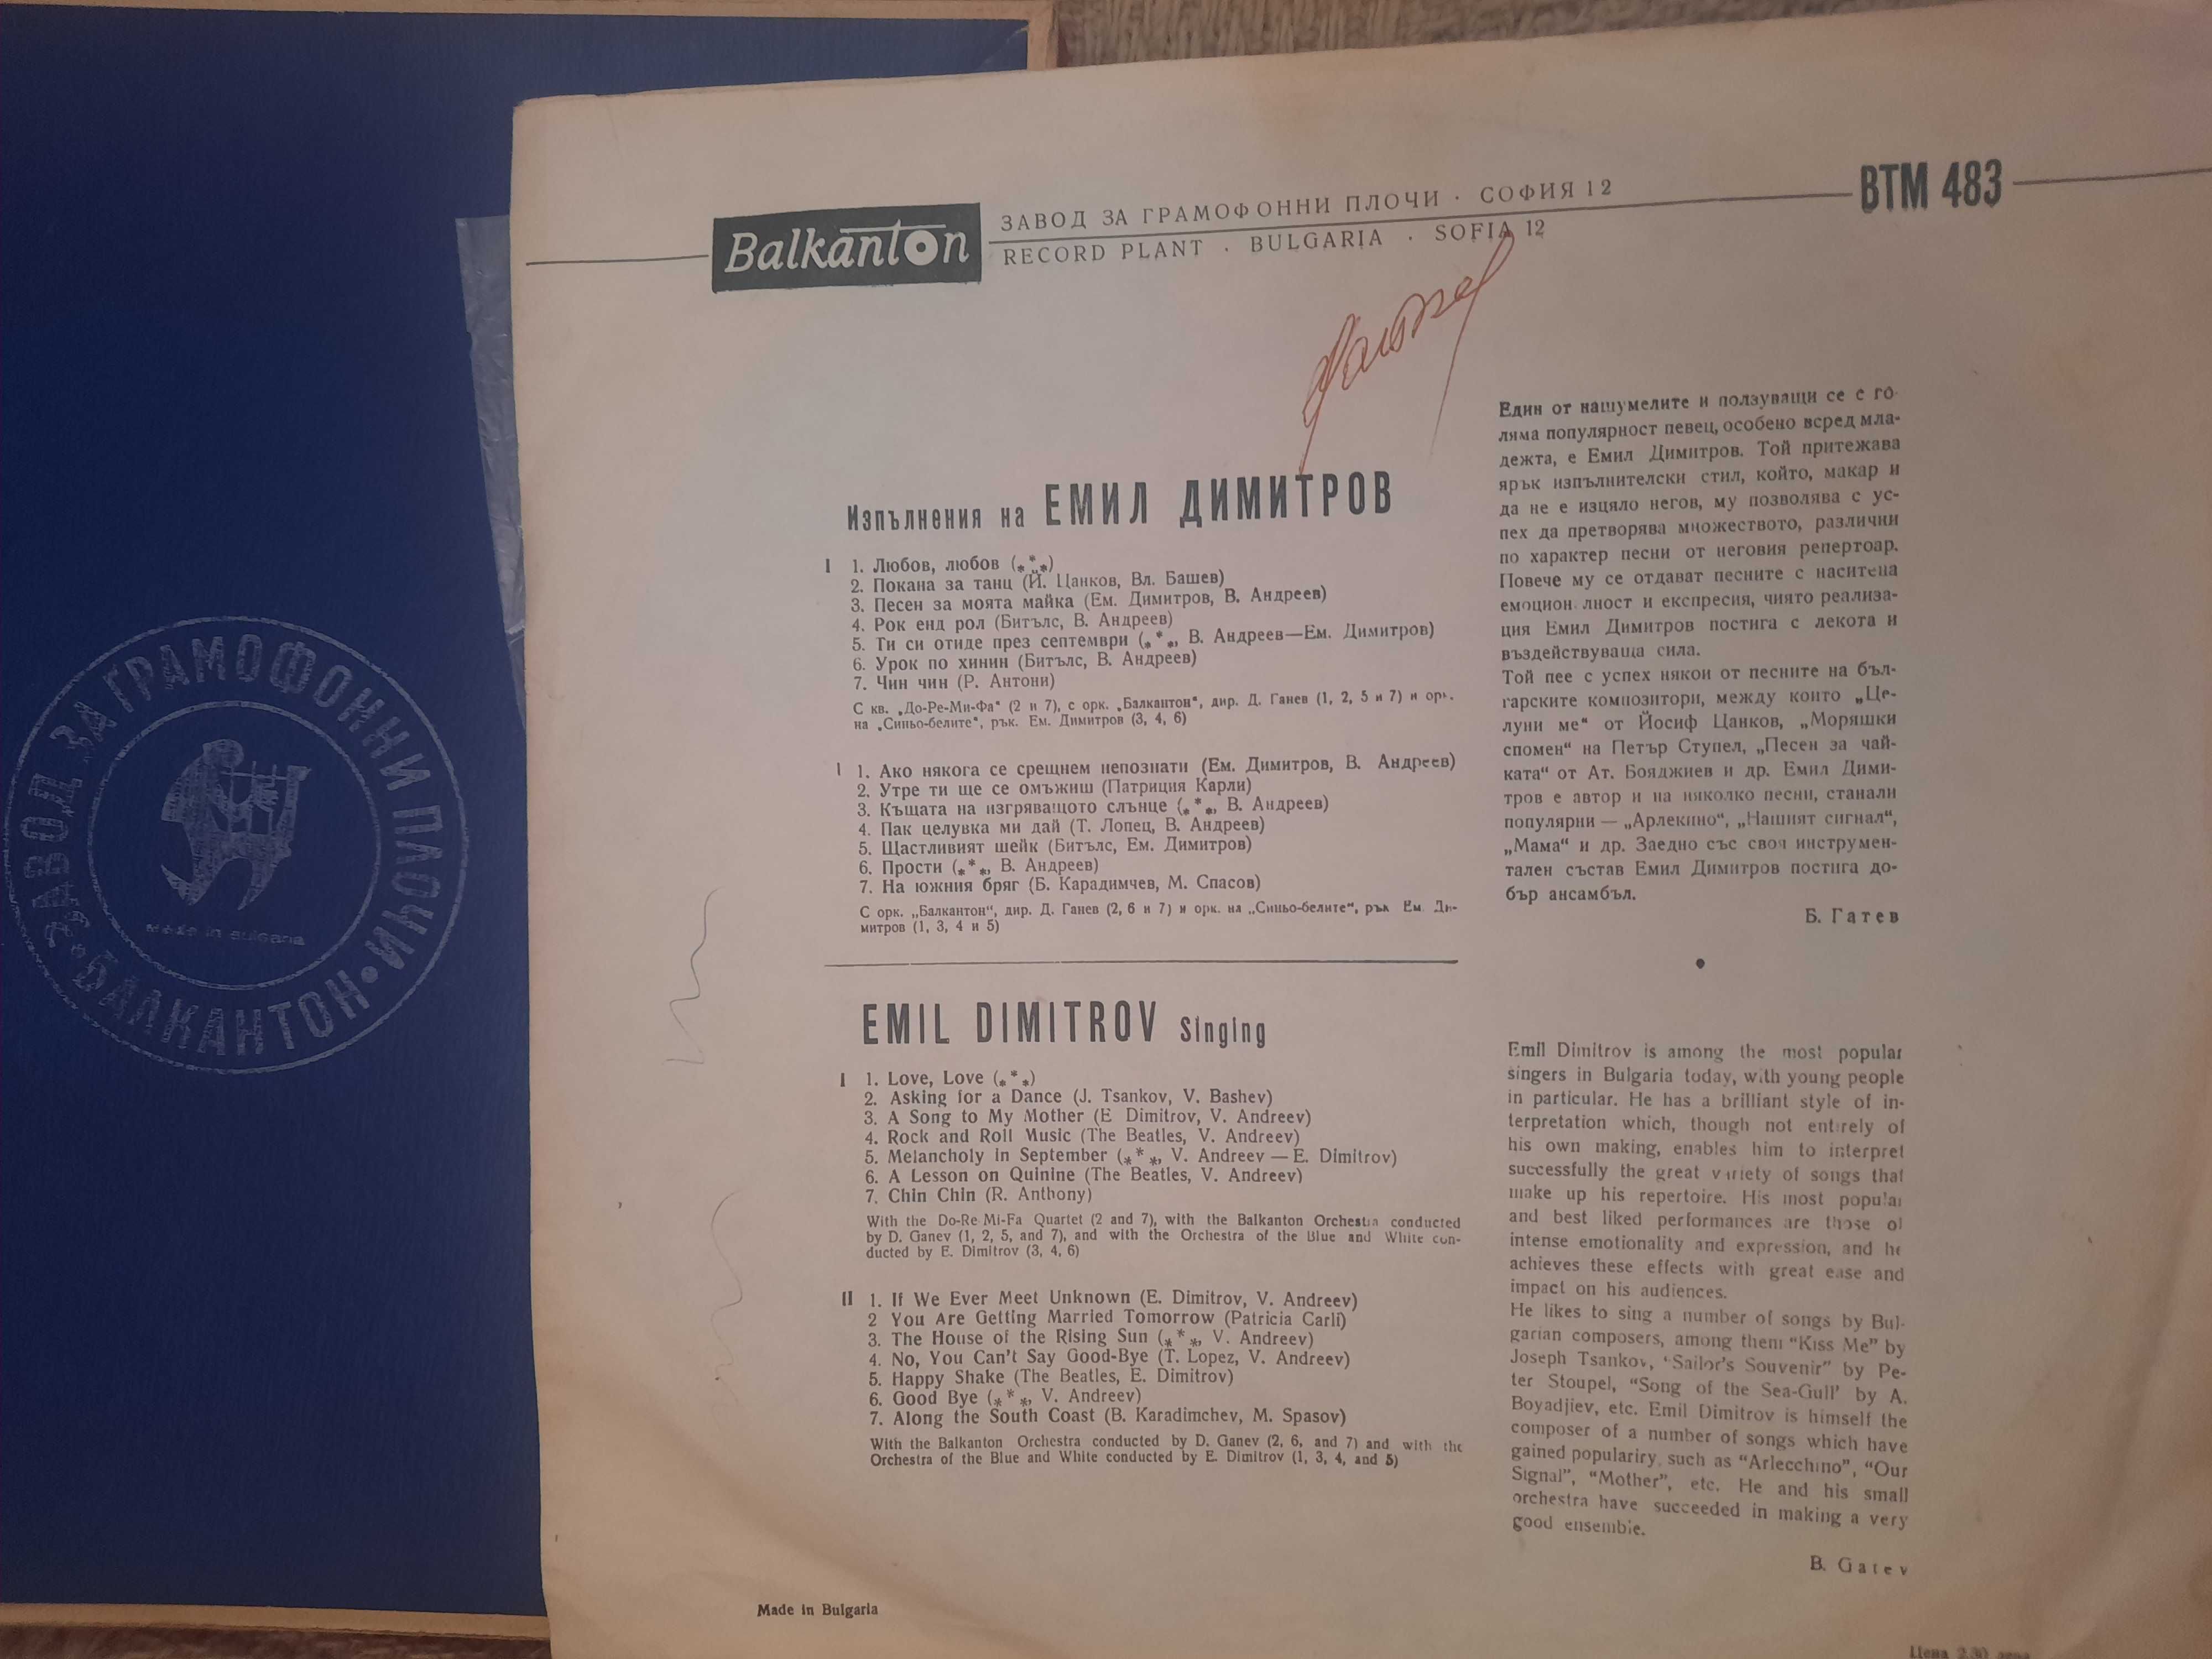 ЗАВОД ЗА ГРАМОФОННИ ПЛОЧИ • БАЛКАНТОН
Made in Bulgaria
Balkanton
ЗАВОД ЗА ГРАМОФОННИ ПЛОЧИ · СОФИЯ 12
RECORD PLANT · BULGARIA · SOFIA 12
ВТМ 483
Изпълнения на ЕМИЛ ДИМИТРОВ
I 1. Любов, любов (***)
2. Покана за танц (Й. Цанков, Вл. Башев)
3. Песен за моята майка (Ем. Димитров, В. Андреев)
4. Рок енд рол (Битълс, В. Андреев)
5. Ти си отиде през септември (***, В. Андреев—Ем. Димитров)
6. Урок по хинин (Битълс, В. Андреев)
7. Чин чин (Р. Антони)
С кв. „До-Ре-Ми-Фа" (2 и 7), с орк. „Балкантон", дир. Д. Ганев (1, 2, 5 и 7) и орк.
на „Синьо-белите", рък. Ем. Димитров (3, 4, 6)
I 1. Ако някога се срещнем непознати (Ем. Димитров, В. Андреев)
2. Утре ти ще се омъжиш (Патриция Карли)
3. Къщата на изгряващото слънце (***, В. Андреев)
4. Пак целувка ми дай (Т. Лопец, В. Андреев)
5. Щастливият шейк (Битълс, Ем. Димитров)
6. Прости (***, В. Андреев)
7. На южния бряг (Б. Карадимчев, М. Спасов)
С орк. „Балкантон", дир. Д. Ганев (2, 6 и 7) и орк. на „Синьо-белите", рък. Ем. Ди-
митров (1, 3, 4 и 5)
EMIL DIMITROV Singing
I 1. Love, Love (***)
2. Asking for a Dance (J. Tsankov, V. Bashev)
3. A Song to My Mother (E Dimitrov, V. Andreev)
4. Rock and Roll Music (The Beatles, V. Andreev)
5. Melancholy in September (***, V. Andreev — E. Dimitrov)
6. A Lesson on Quinine (The Beatles, V. Andreev)
7. Chin Chin (R. Anthony)
With the Do-Re Mi-Fa Quartet (2 and 7), with the Balkanton Orchestra conducted
by D. Ganev (1, 2, 5, and 7), and with the Orchestra of the Blue and White con-
ducted by E. Dimitrov (3, 4, 6)
II 1. If We Ever Meet Unknown (E. Dimitrov, V. Andreev)
2 You Are Getting Married Tomorrow (Patricia Carli)
3. The House of the Rising Sun (***, V. Andreev)
4. No, You Can't Say Good-Bye (T. Lopez, V. Andreev)
5. Happy Shake (The Beatles, E. Dimitrov)
6. Good Bye (***, V. Andreev)
7. Along the South Coast (B. Karadimchev, M. Spasov)
With the Balkanton Orchestra conducted by D. Ganev (2, 6, and 7) and with the
Orchestra of the Blue and White conducted by E. Dimitrov (1, 3, 4, and 5)
Made in Bulgaria
Един от нашумелите и ползуващи се с го-
ляма популярност певец, особено всред мла-
дежта, е Емил Димитров. Той притежава
ярък изпълнителски стил, който, макар и
да не е изцяло негов, му позволява с ус-
пех да претворява множеството, различни
по характер песни от неговия репертоар.
Повече му се отдават песните с наситена
емоцион лност и експресия, чиято реализа-
ция Емил Димитров постига с лекота и
въздействуваща сила.
Той пее с успех някои от песните на бъл-
гарските композитори, между които „Це-
луни ме" от Йосиф Цанков, „Моряшки
спомен" на Петър Ступел, „Песен за чай-
ката" от Ат. Бояджиев и др. Емил Дими-
тров е автор и на няколко песни, станали
популярни — „Арлекино", „Нашият сигнал",
„Мама" и др. Заедно със своя инструмен-
тален състав Емил Димитров постига до-
бър ансамбъл.
Б. Гатев
Emil Dimitrov is among the most popular
singers in Bulgaria today, with young people
in particular. He has a brilliant style of in-
terpretation which, though not entirely of
his own making, enables him to interpret
successfully the great variety of songs that
make up his repertoire. His most popular
and best liked performances are those of
intense emotionality and expression, and he
achieves these effects with great ease and
impact on his audiences.
He likes to sing a number of songs by Bul-
garian composers, among them "Kiss Me" by
Joseph Tsankov, "Sailor's Souvenir" by Pe-
ter Stoupel, "Song of the Sea-Gull' by A.
Boyadjiev, etc. Emil Dimitrov is himself the
composer of a number of songs which have
gained populariry, such as "Arlecchino", "Our
Signal", "Mother", etc. He and his small
orchestra have succeeded in making a very
good ensemble.
B. Gatev
Цена 2.30 лева